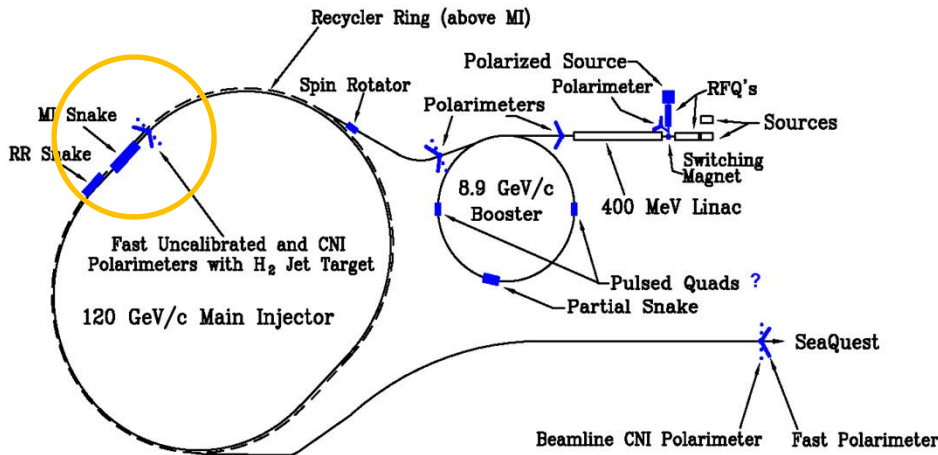 Recycler Ring (above MI)
Polarized Source
Spin Rotator
Polarimeter
RFQ's
Polarimeters
Sources
MI Snake
RR Snake
Switching
Magnet
8.9 GeV/c
Booster
400 MeV Linac
Fast Uncalibrated and CNI
Polarimeters with H₂ Jet Target
Pulsed Quads ?
Partial Snake
120 GeV/c Main Injector
SeaQuest
Beamline CNI Polarimeter
Fast Polarimeter